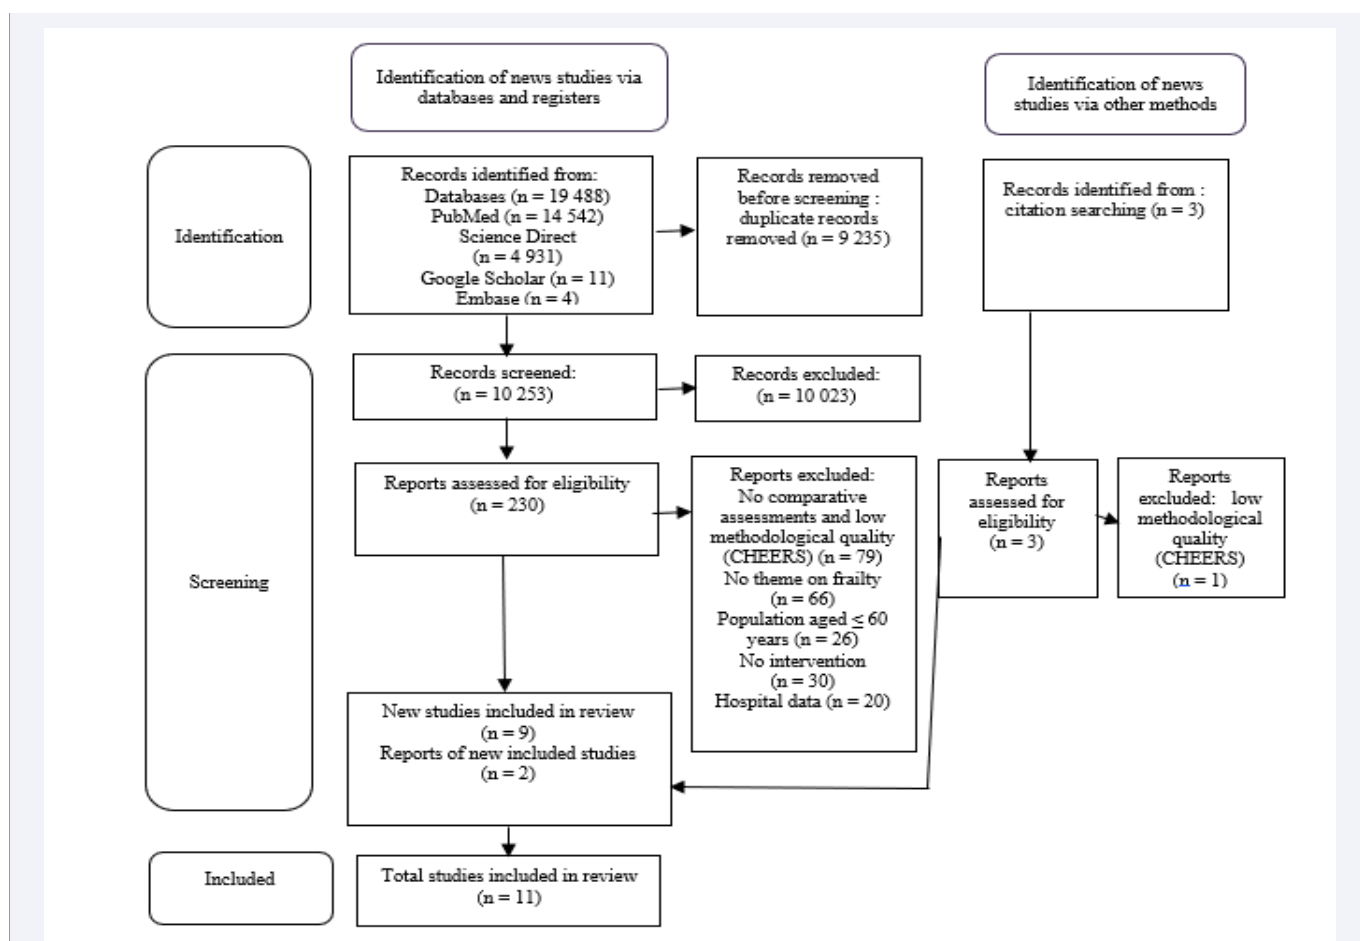 Identification of news studies via
databases and registers
Identification of news
studies via other methods
Identification
Records identified from:
Databases (n = 19 488)
PubMed (n = 14 542)
Science Direct
(n = 4 931)
Google Scholar (n = 11)
Embase (n = 4)
Records removed
before screening :
duplicate records
removed (n = 9 235)
Records identified from :
citation searching (n = 3)
Screening
Records screened:
(n = 10 253)
Records excluded:
(n = 10 023)
Reports assessed for eligibility
(n = 230)
Reports excluded:
No comparative
assessments and low
methodological quality
(CHEERS) (n = 79)
No theme on frailty
(n = 66)
Population aged ≤ 60
years (n = 26)
No intervention
(n = 30)
Hospital data (n = 20)
Reports
assessed for
eligibility
(n = 3)
Reports
excluded: low
methodological
quality
(CHEERS)
(n = 1)
New studies included in review
(n = 9)
Reports of new included studies
(n = 2)
Included
Total studies included in review
(n = 11)